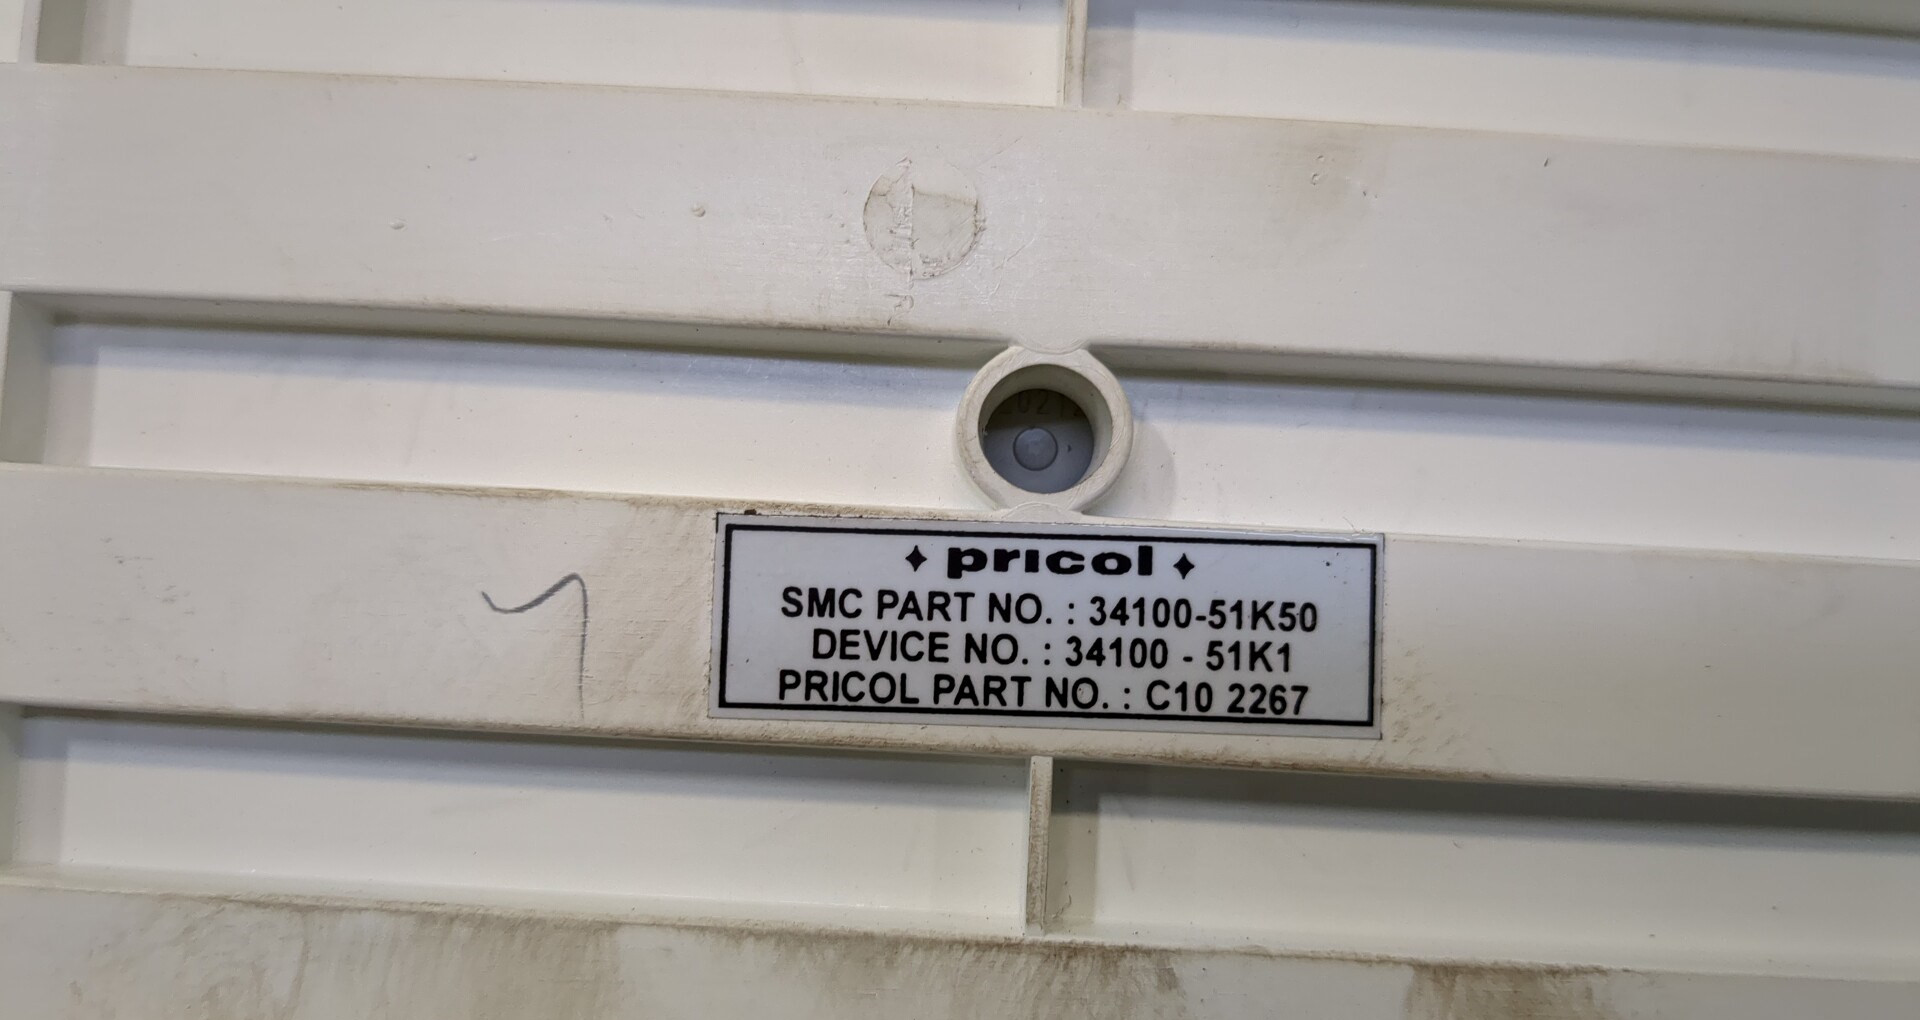 pricol
SMC PART NO. : 34100-51K50
DEVICE NO. : 34100 - 51K1
PRICOL PART NO. : C10 2267